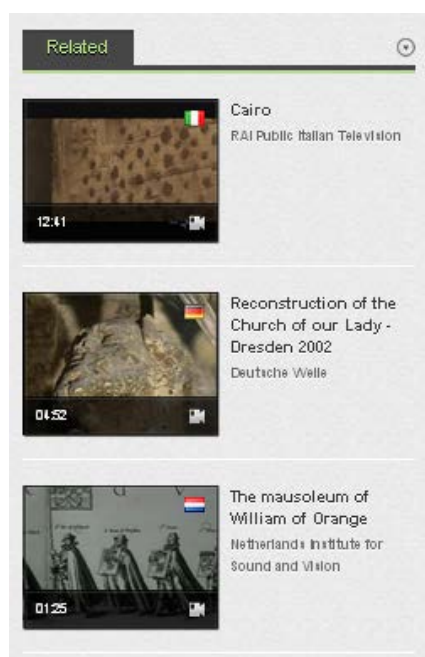 Related
Cairo
RAI Public Italian Television
12:41
Reconstruction of the
Church of our Lady -
Dresden 2002
Deutsche Welle
04:52
The mausoleum of
William of Orange
Netherlands Institute for
Sound and Vision
01:25